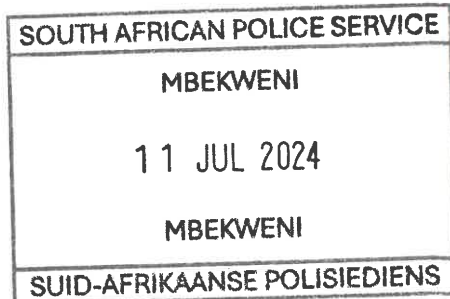 SOUTH AFRICAN POLICE SERVICE
MBEKWENI
11 JUL 2024
MBEKWENI
SUID-AFRIKAANSE POLISIEDIENS